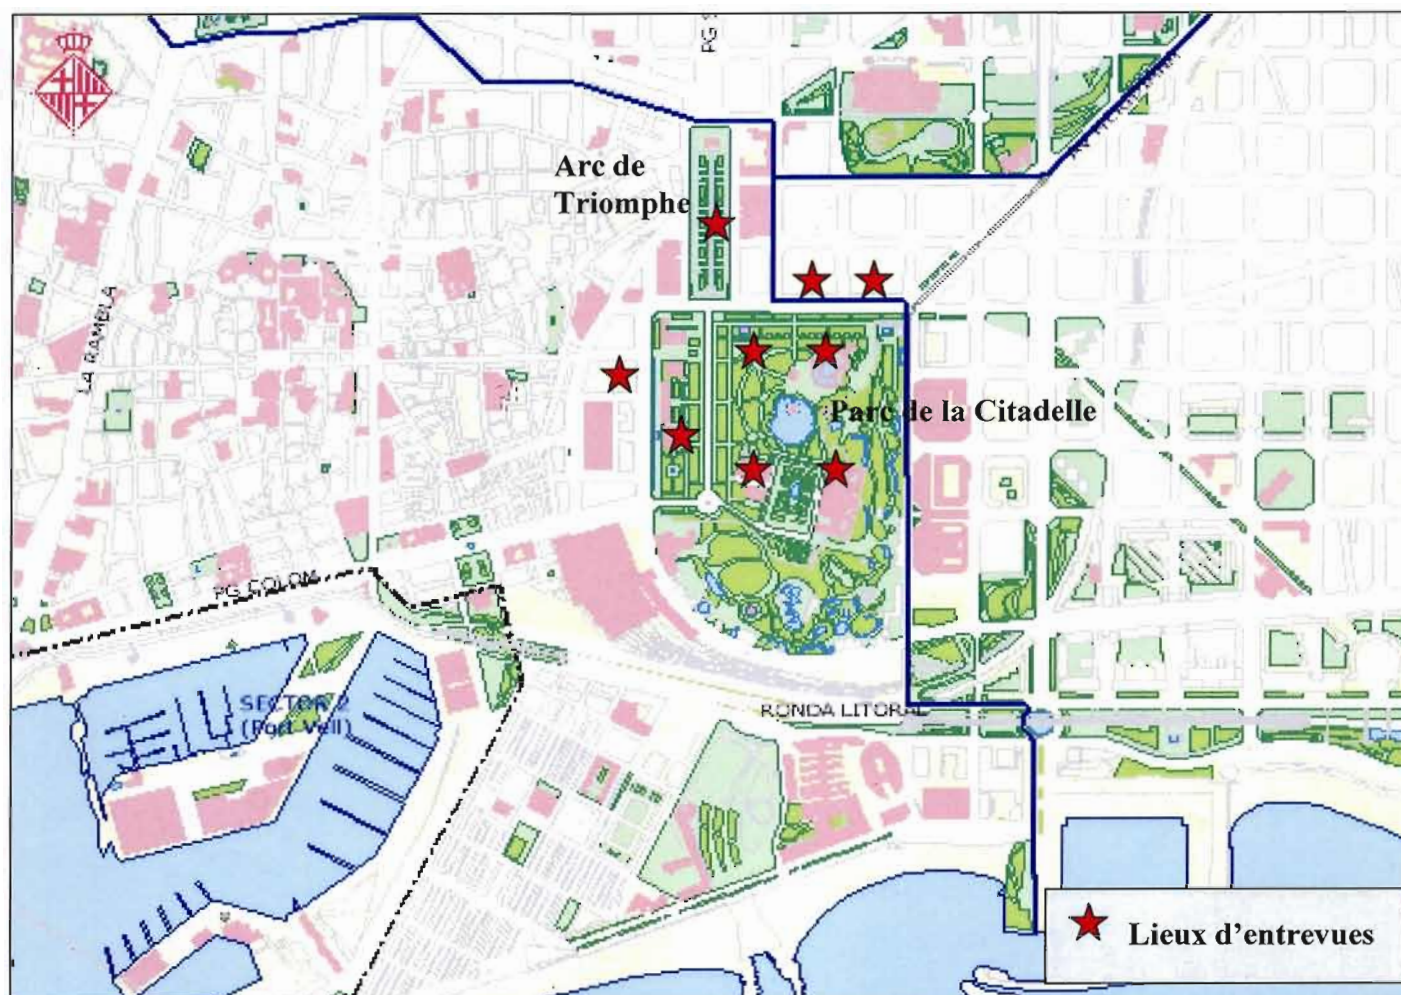 PG S
Arc de
Triomphe
LA RAMBLA
Parc de la Citadelle
PG COLOM
SECTOR 2
(Port Vell)
RONDA LITORAL
Lieux d'entrevues